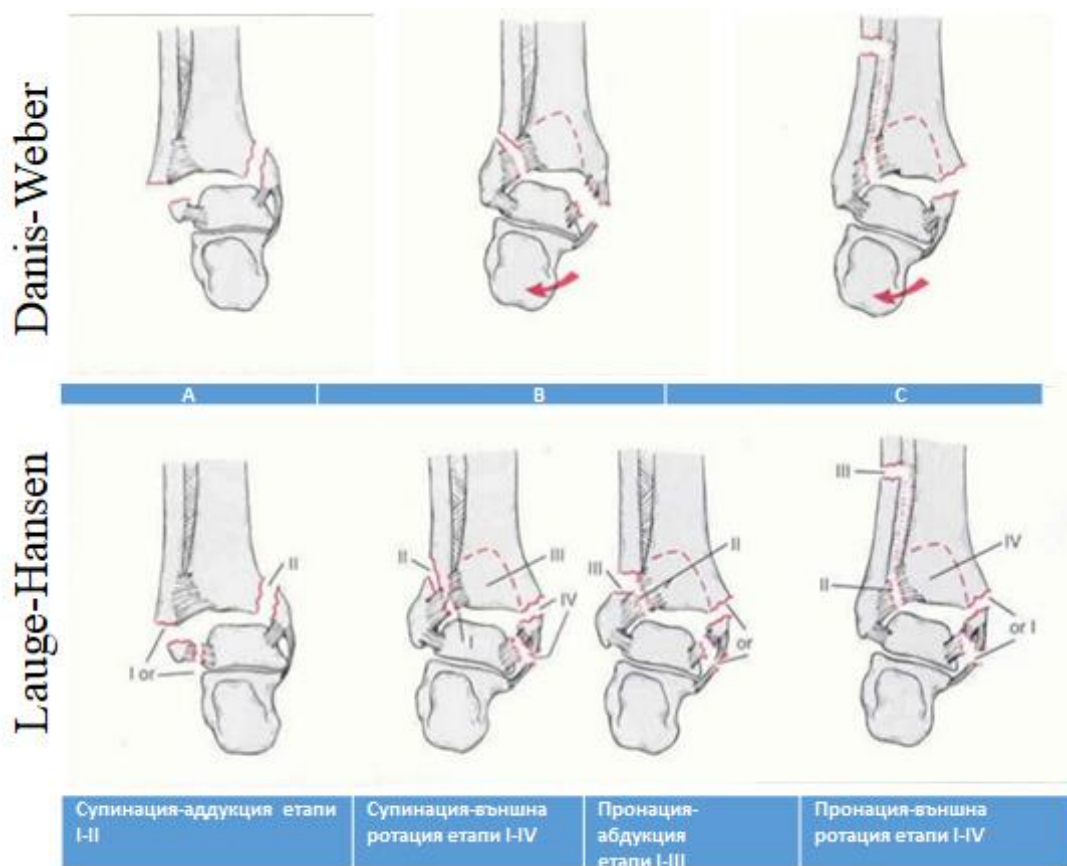 Danis-Weber
A B C
Lauge-Hansen
II
I or
II
III
IV
I
III
II
or
III
IV
II
or I
Супинация-аддукция етапи
I-II
Супинация-външна
ротация етапи I-IV
Пронация-
абдукция
етапи I-III
Пронация-външна
ротация етапи I-IV